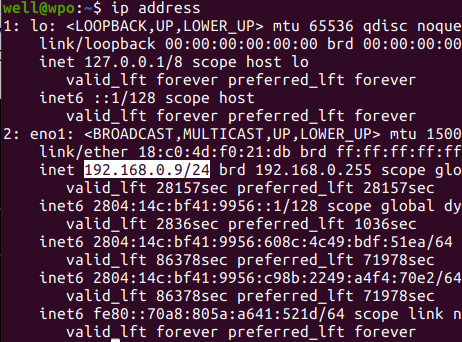 well@wpo:~$ ip address
1: lo: <LOOPBACK,UP,LOWER_UP> mtu 65536 qdisc noque
link/loopback 00:00:00:00:00:00 brd 00:00:00:00
inet 127.0.0.1/8 scope host lo
valid_lft forever preferred_lft forever
inet6 ::1/128 scope host
valid_lft forever preferred_lft forever
2: eno1: <BROADCAST,MULTICAST,UP,LOWER_UP> mtu 1500
link/ether 18:c0:4d:f0:21:db brd ff:ff:ff:ff:ff
inet 192.168.0.9/24 brd 192.168.0.255 scope glo
valid_lft 28157sec preferred_lft 28157sec
inet6 2804:14c:bf41:9956::1/128 scope global dy
valid_lft 2836sec preferred_lft 1036sec
inet6 2804:14c:bf41:9956:608c:4c49:bdf:51ea/64
valid_lft 86378sec preferred_lft 71978sec
inet6 2804:14c:bf41:9956:c98b:2249:a4f4:70e2/64
valid_lft 86378sec preferred_lft 71978sec
inet6 fe80::70a8:805a:a641:521d/64 scope link n
valid_lft forever preferred_lft forever